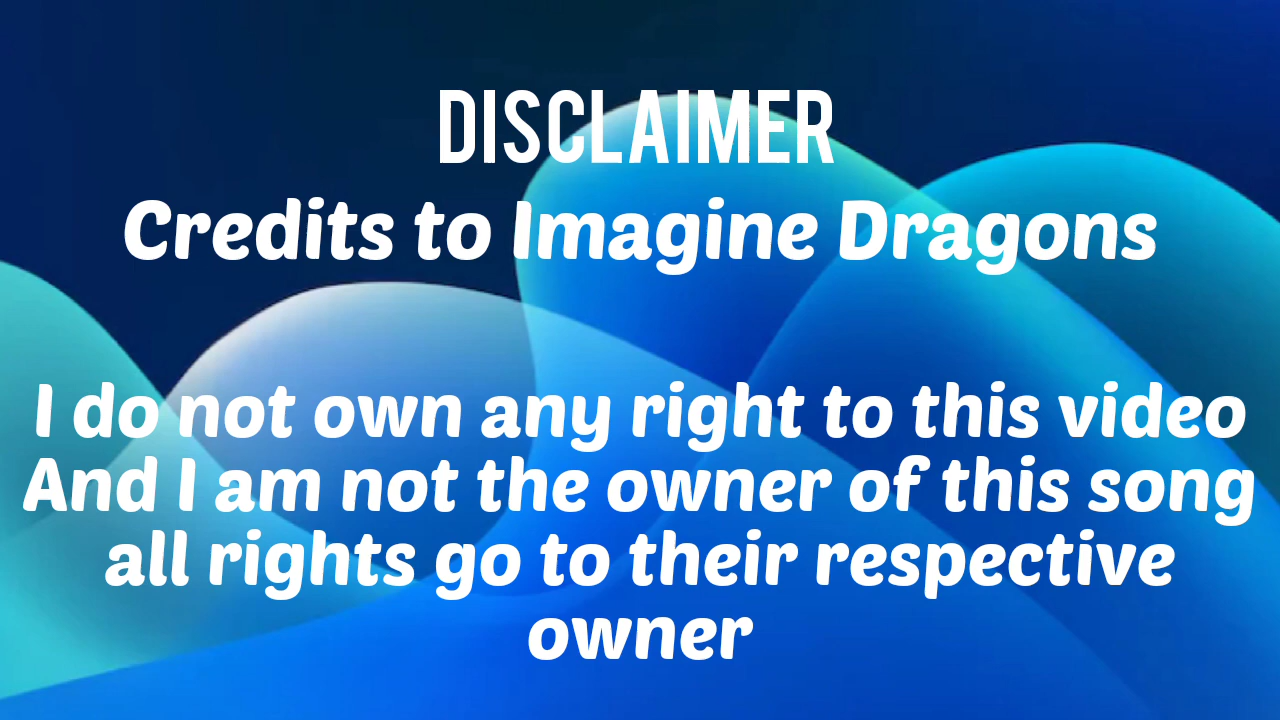 DISCLAIMER
Credits to Imagine Dragons
I do not own any right to this video
And I am not the owner of this song
all rights go to their respective
owner